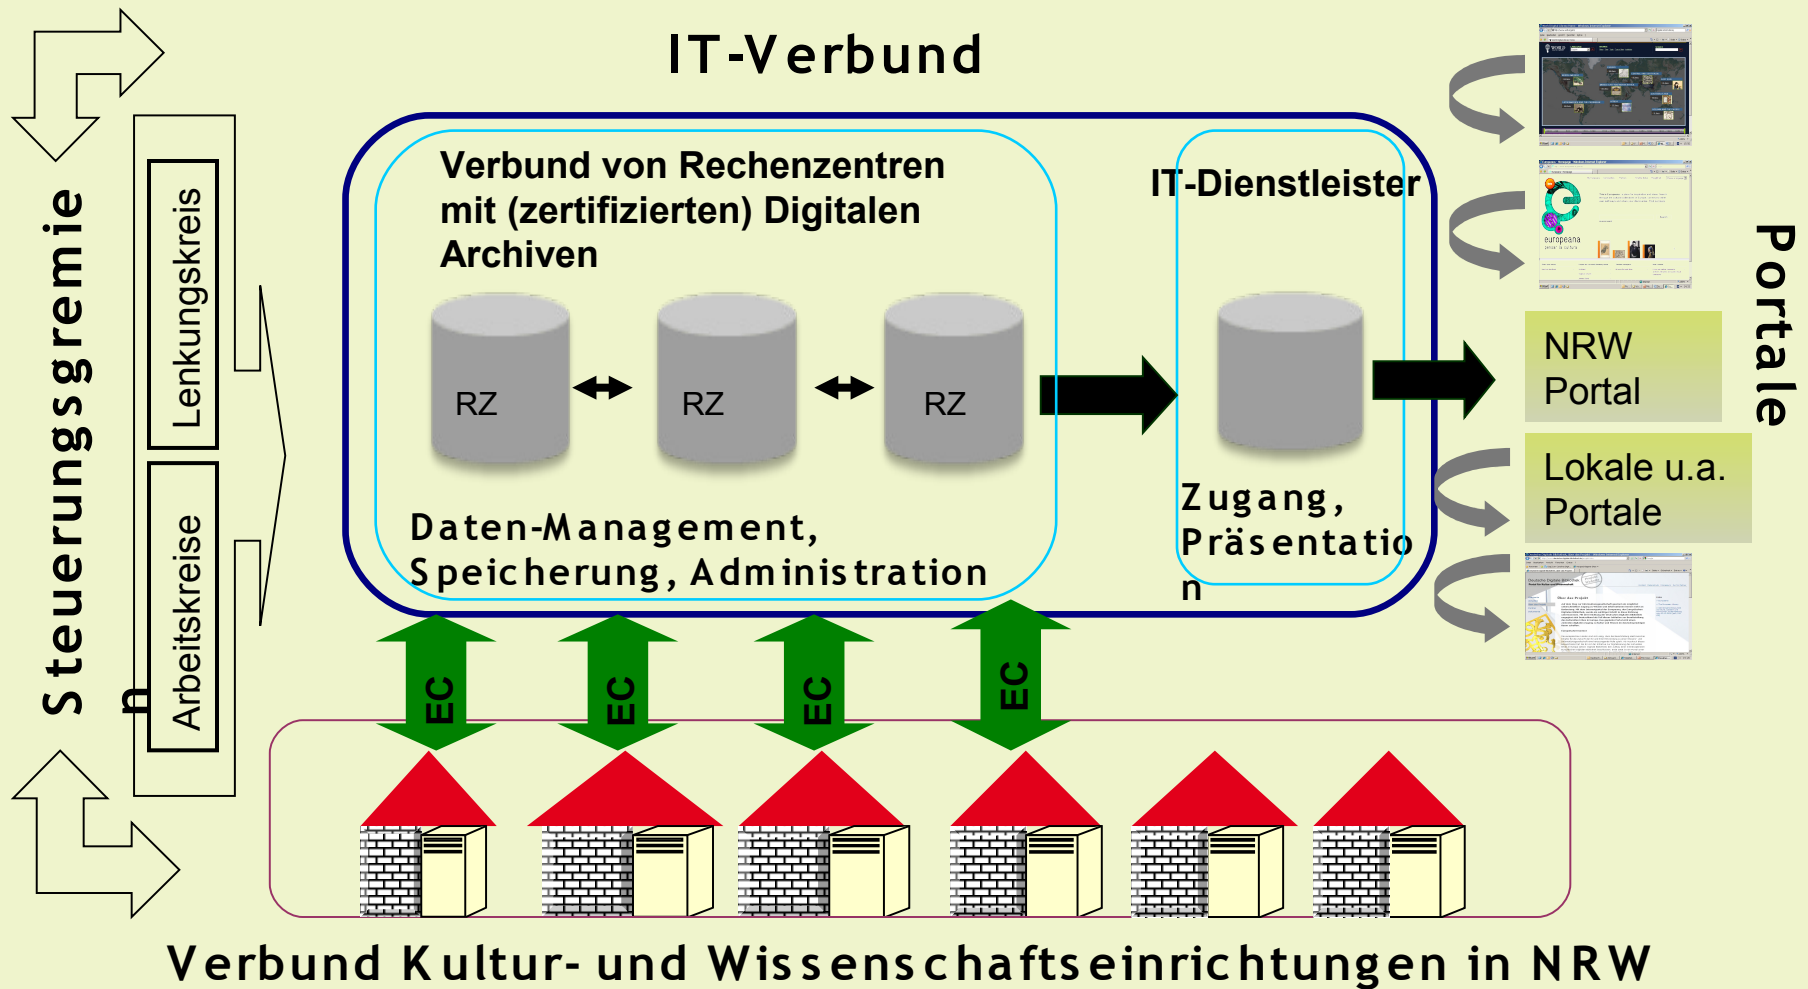 IT-Verbund
Steuerungsgremie
n
Lenkungskreis
Arbeitskreise
Verbund von Rechenzentren
mit (zertifizierten) Digitalen
Archiven
RZ
RZ
RZ
Daten-Management,
Speicherung, Administration
IT-Dienstleister
Zugang,
Präsentatio
n
europeana
NRW
Portal
Lokale u.a.
Portale
Portale
EC
EC
EC
EC
Verbund Kultur- und Wissenschaftseinrichtungen in NRW